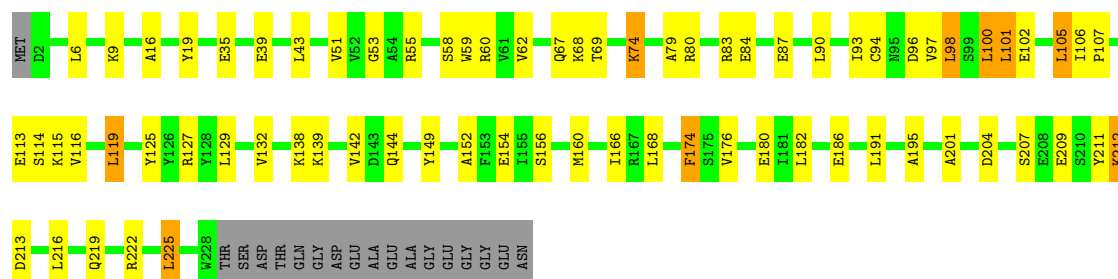 MET D2 L6 K9 A16 Y19 E35 E39 L43 V51 V52 G53 A54 R55 S58 W59 R60 V61 V62 Q67 K68 T69 K74 A79 R80 R83 E84 E87 L90 I93 C94 N95 D96 V97 L98 S99 L100 L101 E102 L105 I106 P107
E113 S114 K115 V116 L119 Y125 Y126 R127 Y128 L129 V132 K138 K139 V142 D143 Q144 Y149 A152 F153 E154 I155 S156 M160 I166 R167 L168 F174 S175 V176 E180 I181 L182 E186 L191 A195 A201 D204 S207 E208 E209 S210 Y211 K212
D213 L216 Q219 R222 L225 W228 THR SER ASP THR GLN GLY ASP GLU ALA GLU ALA GLY GLU GLY GLY GLU ASN